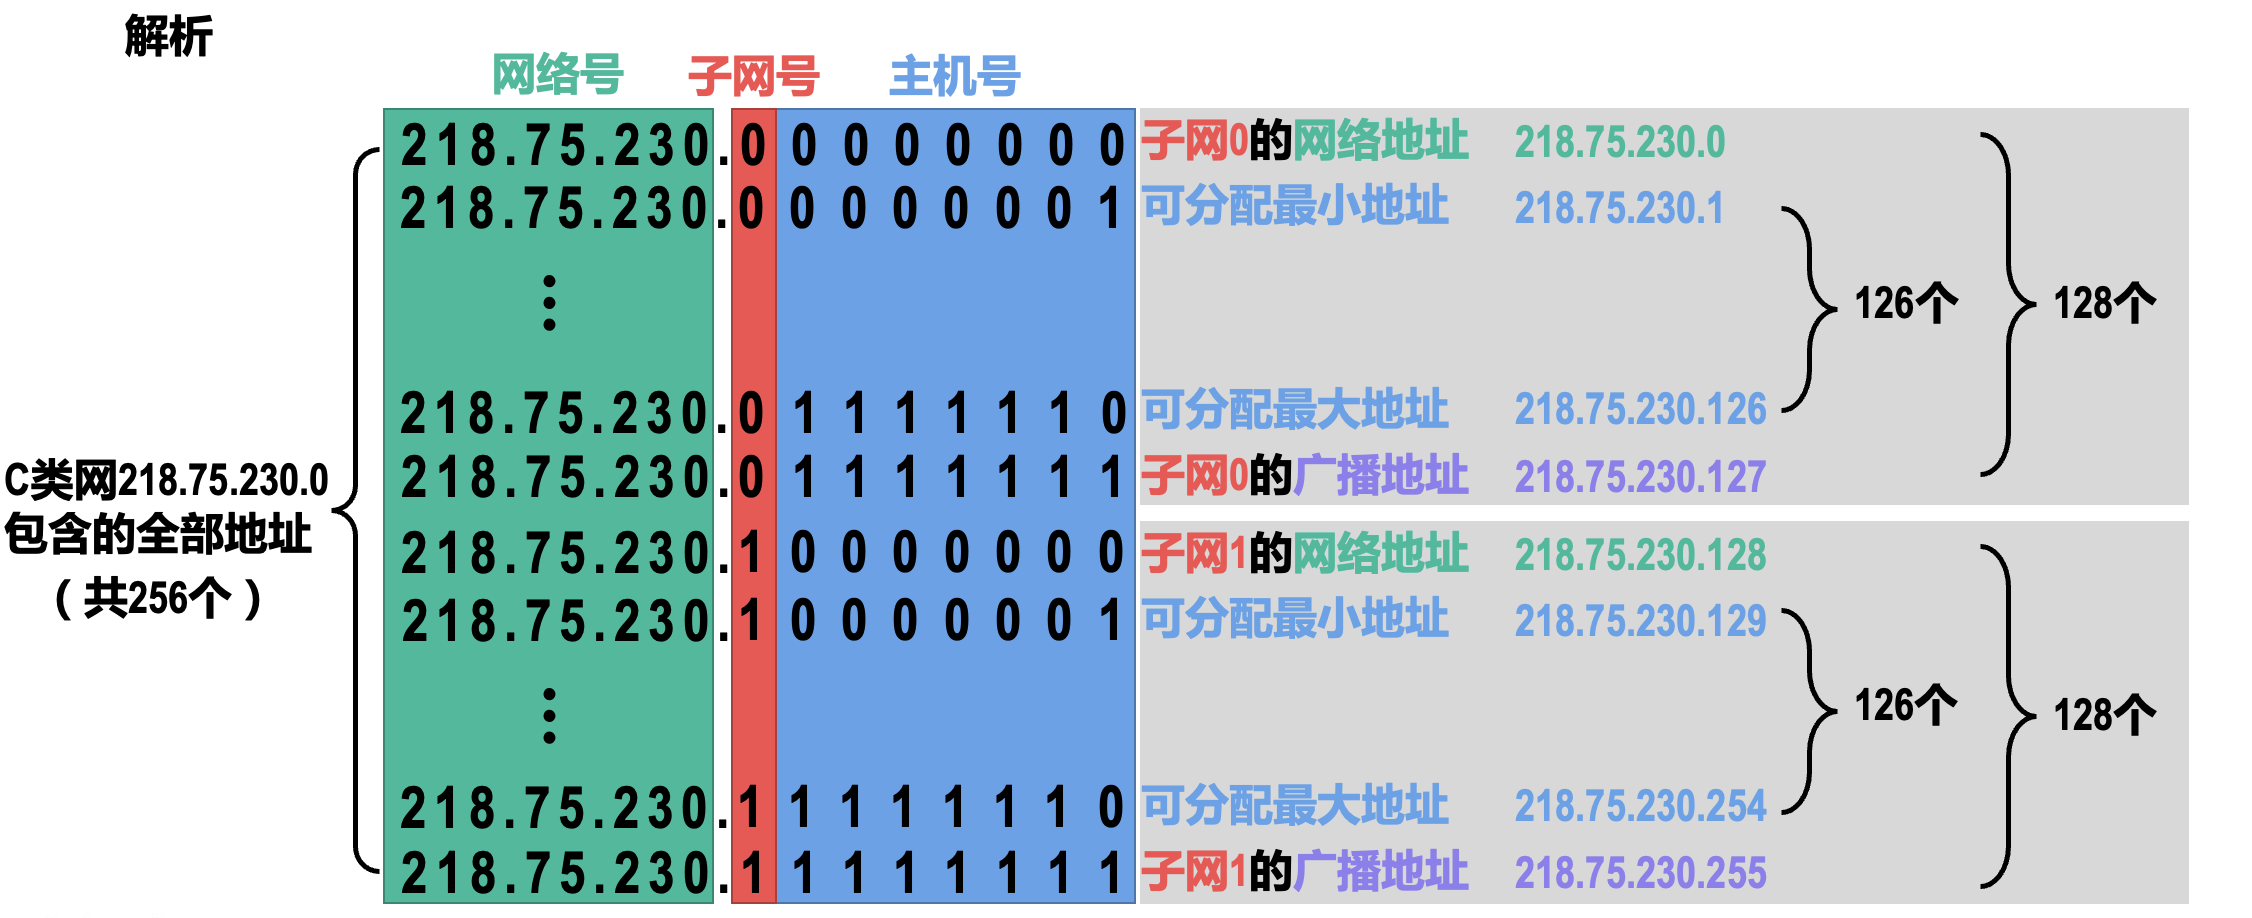 解析
网络号 子网号 主机号
218.75.230.0 0 0 0 0 0 0 0 子网0的网络地址 218.75.230.0
218.75.230.0 0 0 0 0 0 0 1 可分配最小地址 218.75.230.1
126个 128个
218.75.230.0 1 1 1 1 1 1 0 可分配最大地址 218.75.230.126
218.75.230.0 1 1 1 1 1 1 1 子网0的广播地址 218.75.230.127
C类网218.75.230.0
包含的全部地址
（共256个）
218.75.230.1 0 0 0 0 0 0 0 子网1的网络地址 218.75.230.128
218.75.230.1 0 0 0 0 0 0 1 可分配最小地址 218.75.230.129
126个 128个
218.75.230.1 1 1 1 1 1 1 0 可分配最大地址 218.75.230.254
218.75.230.1 1 1 1 1 1 1 1 子网1的广播地址 218.75.230.255